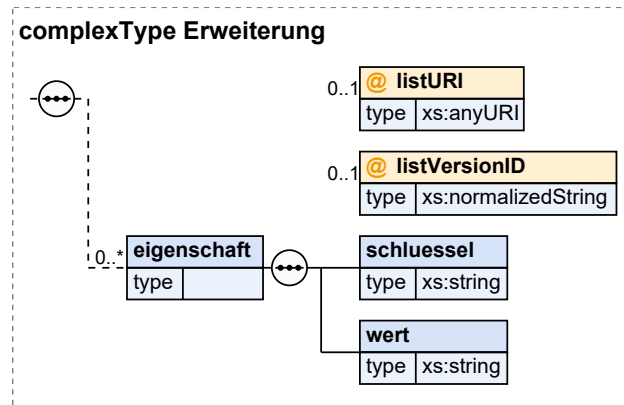 complexType Erweiterung
0..1 @ listURI
type xs:anyURI
0..1 @ listVersionID
type xs:normalizedString
0..* eigenschaft
type
schluessel
type xs:string
wert
type xs:string